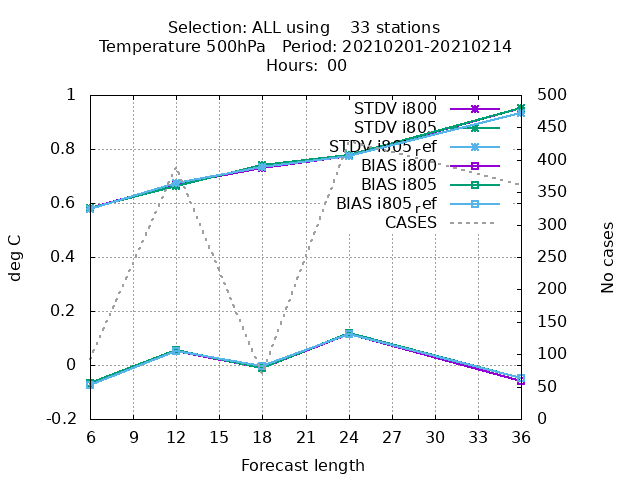 Selection: ALL using 33 stations
Temperature 500hPa Period: 20210201-20210214
Hours: 00
1
0.8
0.6
0.4
0.2
0
-0.2
deg C
STDV i800
STDV i805
STDV i805ref
BIAS i800
BIAS i805
BIAS i805ref
CASES
500
450
400
350
300
250
200
150
100
50
0
No cases
6 9 12 15 18 21 24 27 30 33 36
Forecast length